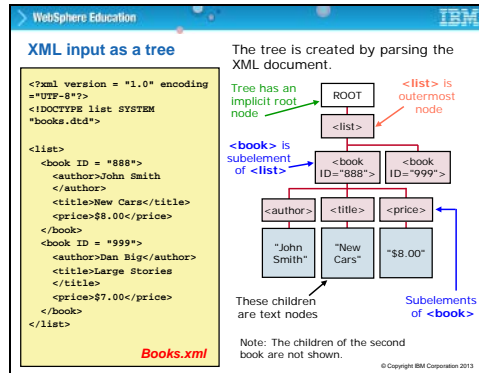 WebSphere Education
IBM
XML input as a tree
<?xml version = "1.0" encoding
="UTF-8"?>
<!DOCTYPE list SYSTEM
"books.dtd">
<list>
<book ID = "888">
<author>John Smith
</author>
<title>New Cars</title>
<price>$8.00</price>
</book>
<book ID = "999">
<author>Dan Big</author>
<title>Large Stories
</title>
<price>$7.00</price>
</book>
</list>
Books.xml
The tree is created by parsing the
XML document.
Tree has an
implicit root
node
ROOT
<list> is
outermost
node
<list>
<book> is
subelement
of <list>
<book
ID="888">
<book
ID="999">
<author>
<title>
<price>
"John
Smith"
"New
Cars"
"$8.00"
These children
are text nodes
Subelements
of <book>
Note: The children of the second
book are not shown.
© Copyright IBM Corporation 2013